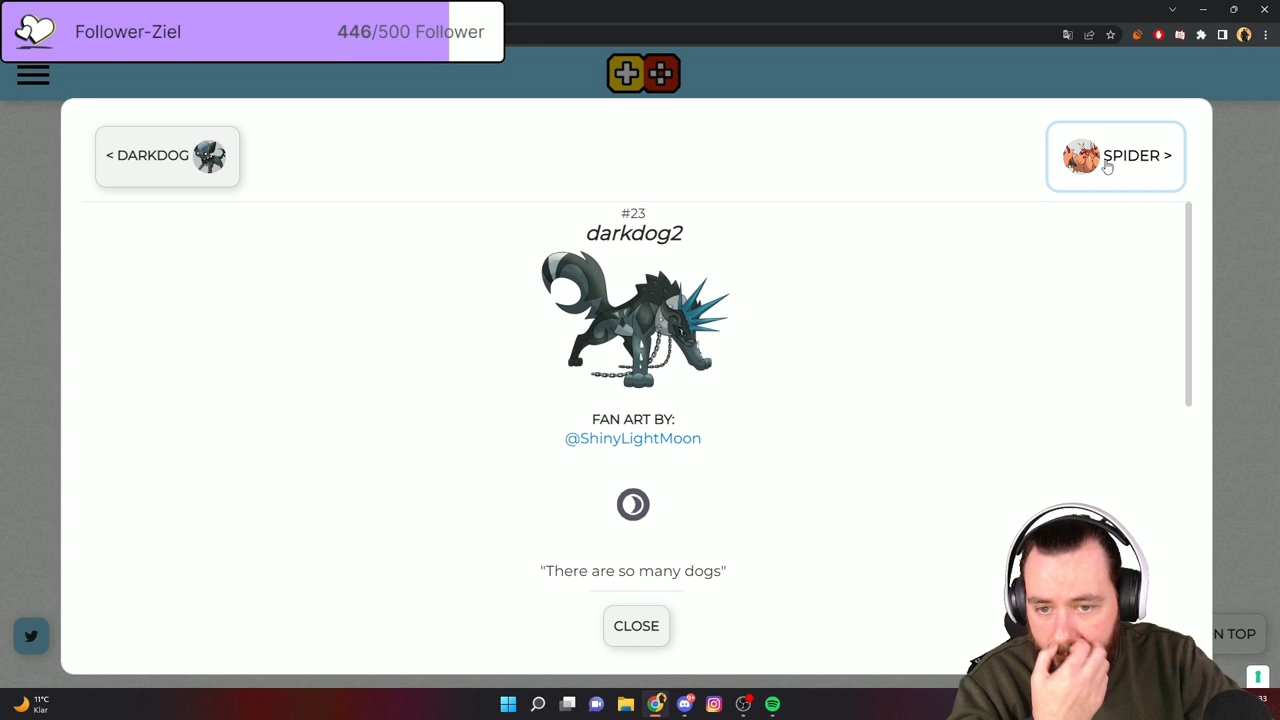 Follower-Ziel
446/500 Follower
< DARKDOG
SPIDER >
#23
darkdog2
FAN ART BY:
@ShinyLightMoon
"There are so many dogs"
CLOSE
N TOP
11°C
Klar